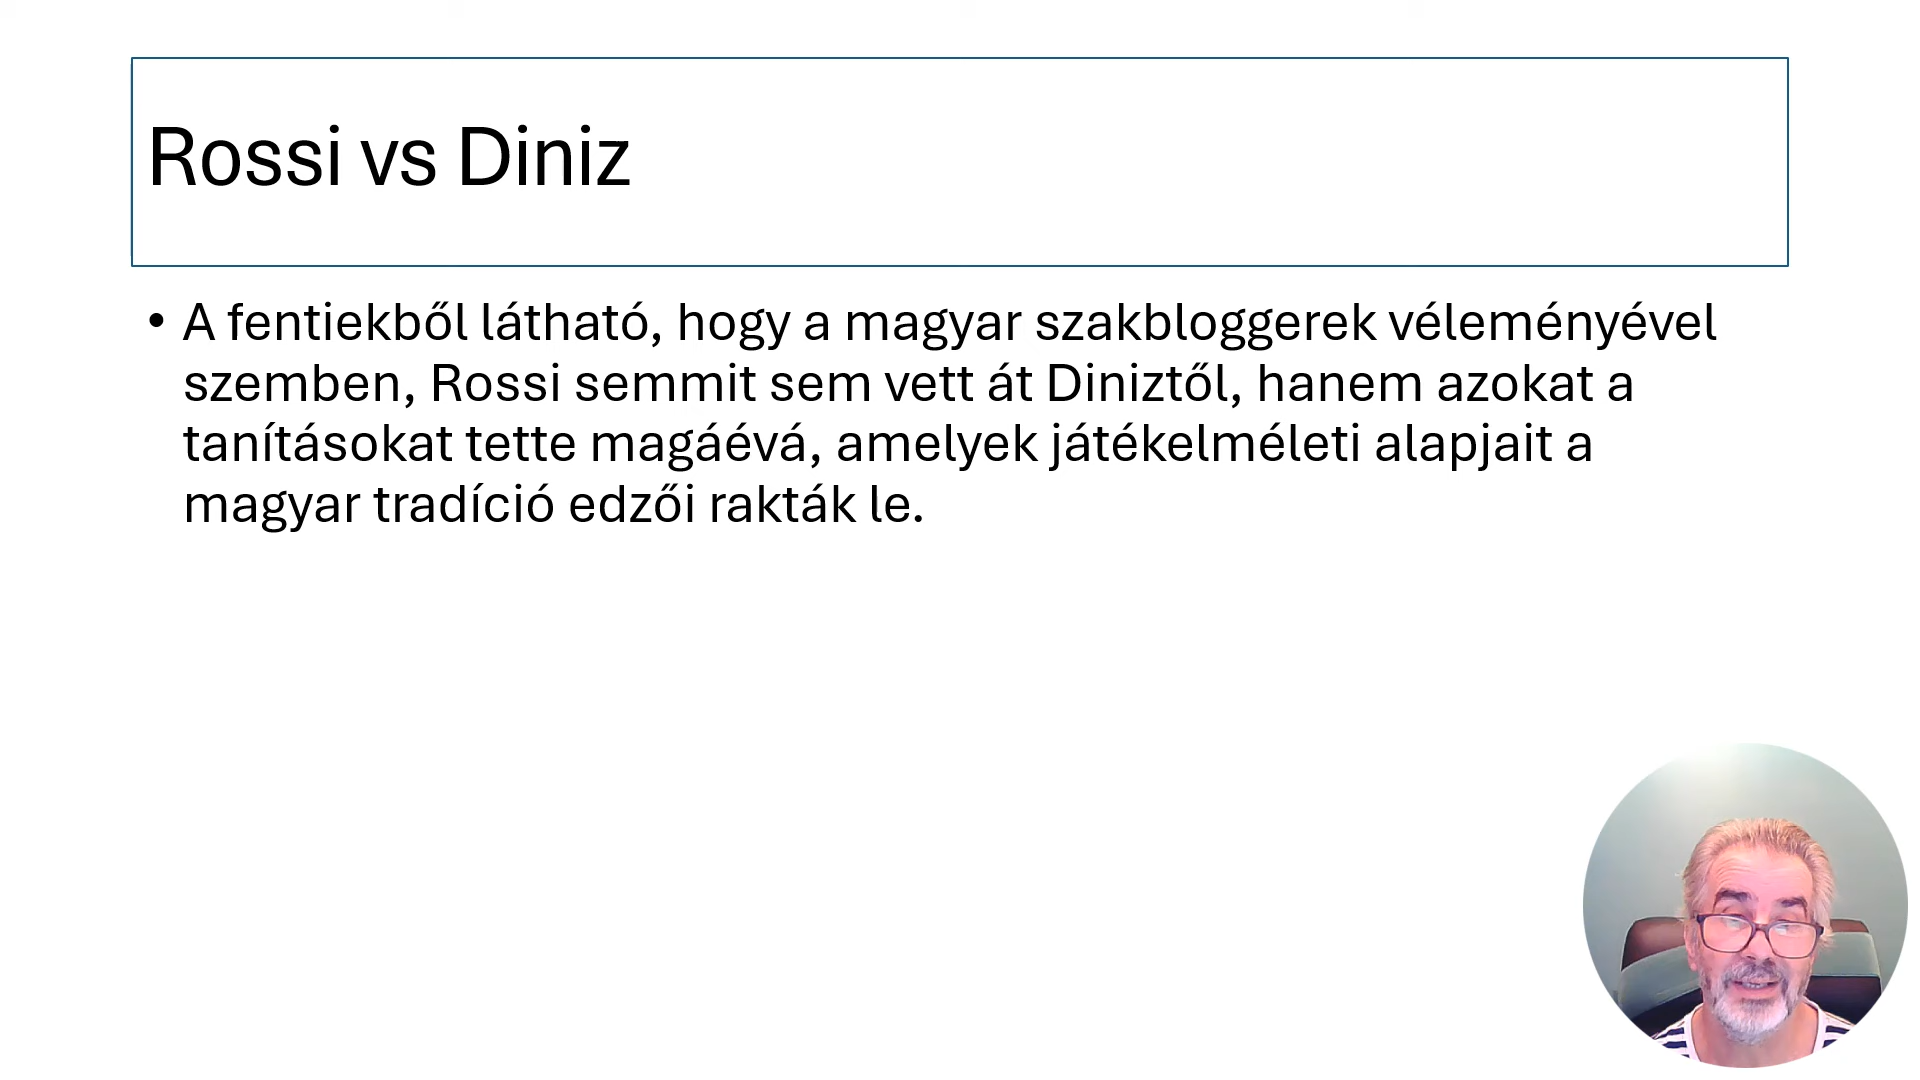 Rossi vs Diniz
• A fentiekből látható, hogy a magyar szakbloggerek véleményével
szemben, Rossi semmit sem vett át Diniztől, hanem azokat a
tanításokat tette magáévá, amelyek játékelméleti alapjait a
magyar tradíció edzői rakták le.